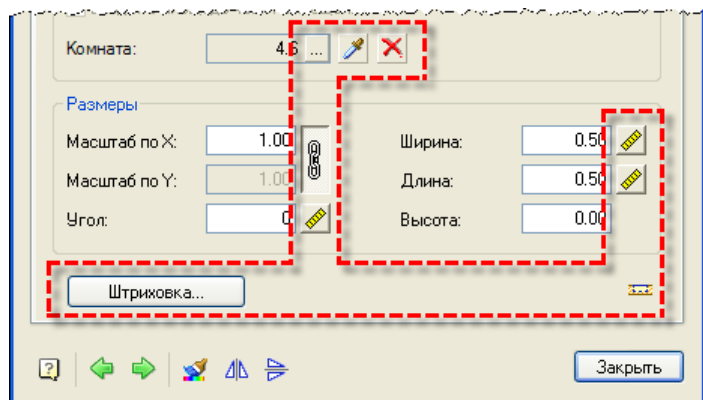 Комната: 4.6 ...
Размеры
Масштаб по X: 1.00 Ширина: 0.50
Масштаб по Y: 1.00 Длина: 0.50
Угол: 0 Высота: 0.00
Штриховка...
? Закрыть